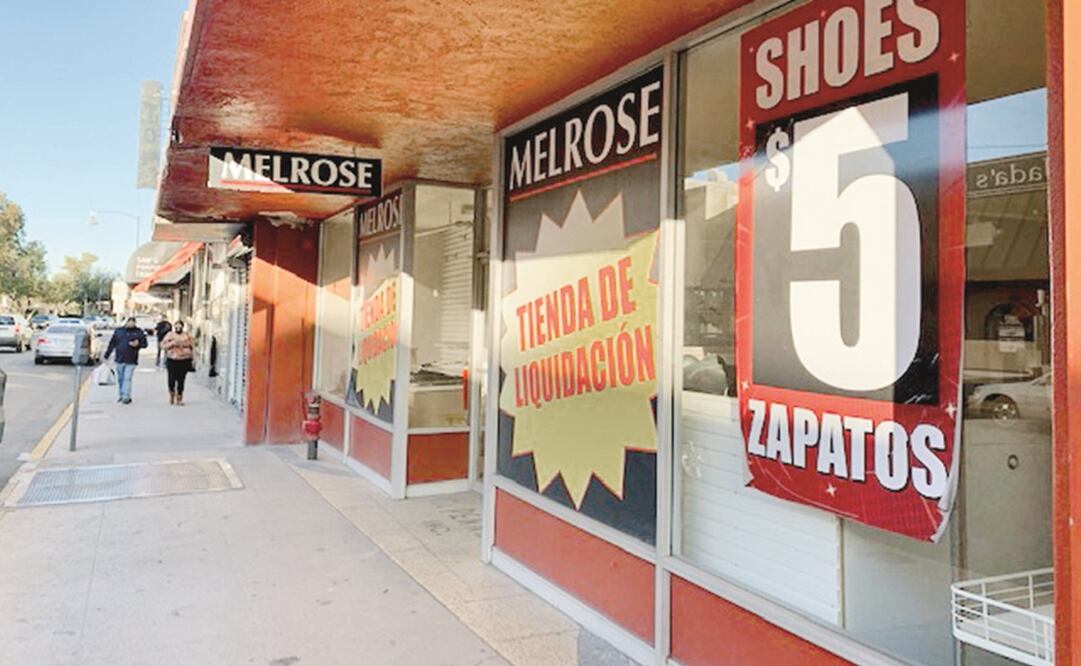 MELROSE
MELROSE
TIENDA DE
LIQUIDACIÓN
MELROSE
TIENDA DE
LIQUIDACIÓN
SHOES
$5
ZAPATOS